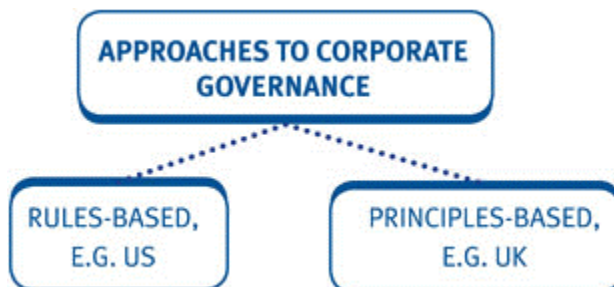 APPROACHES TO CORPORATE
GOVERNANCE
RULES-BASED,
E.G. US
PRINCIPLES-BASED,
E.G. UK